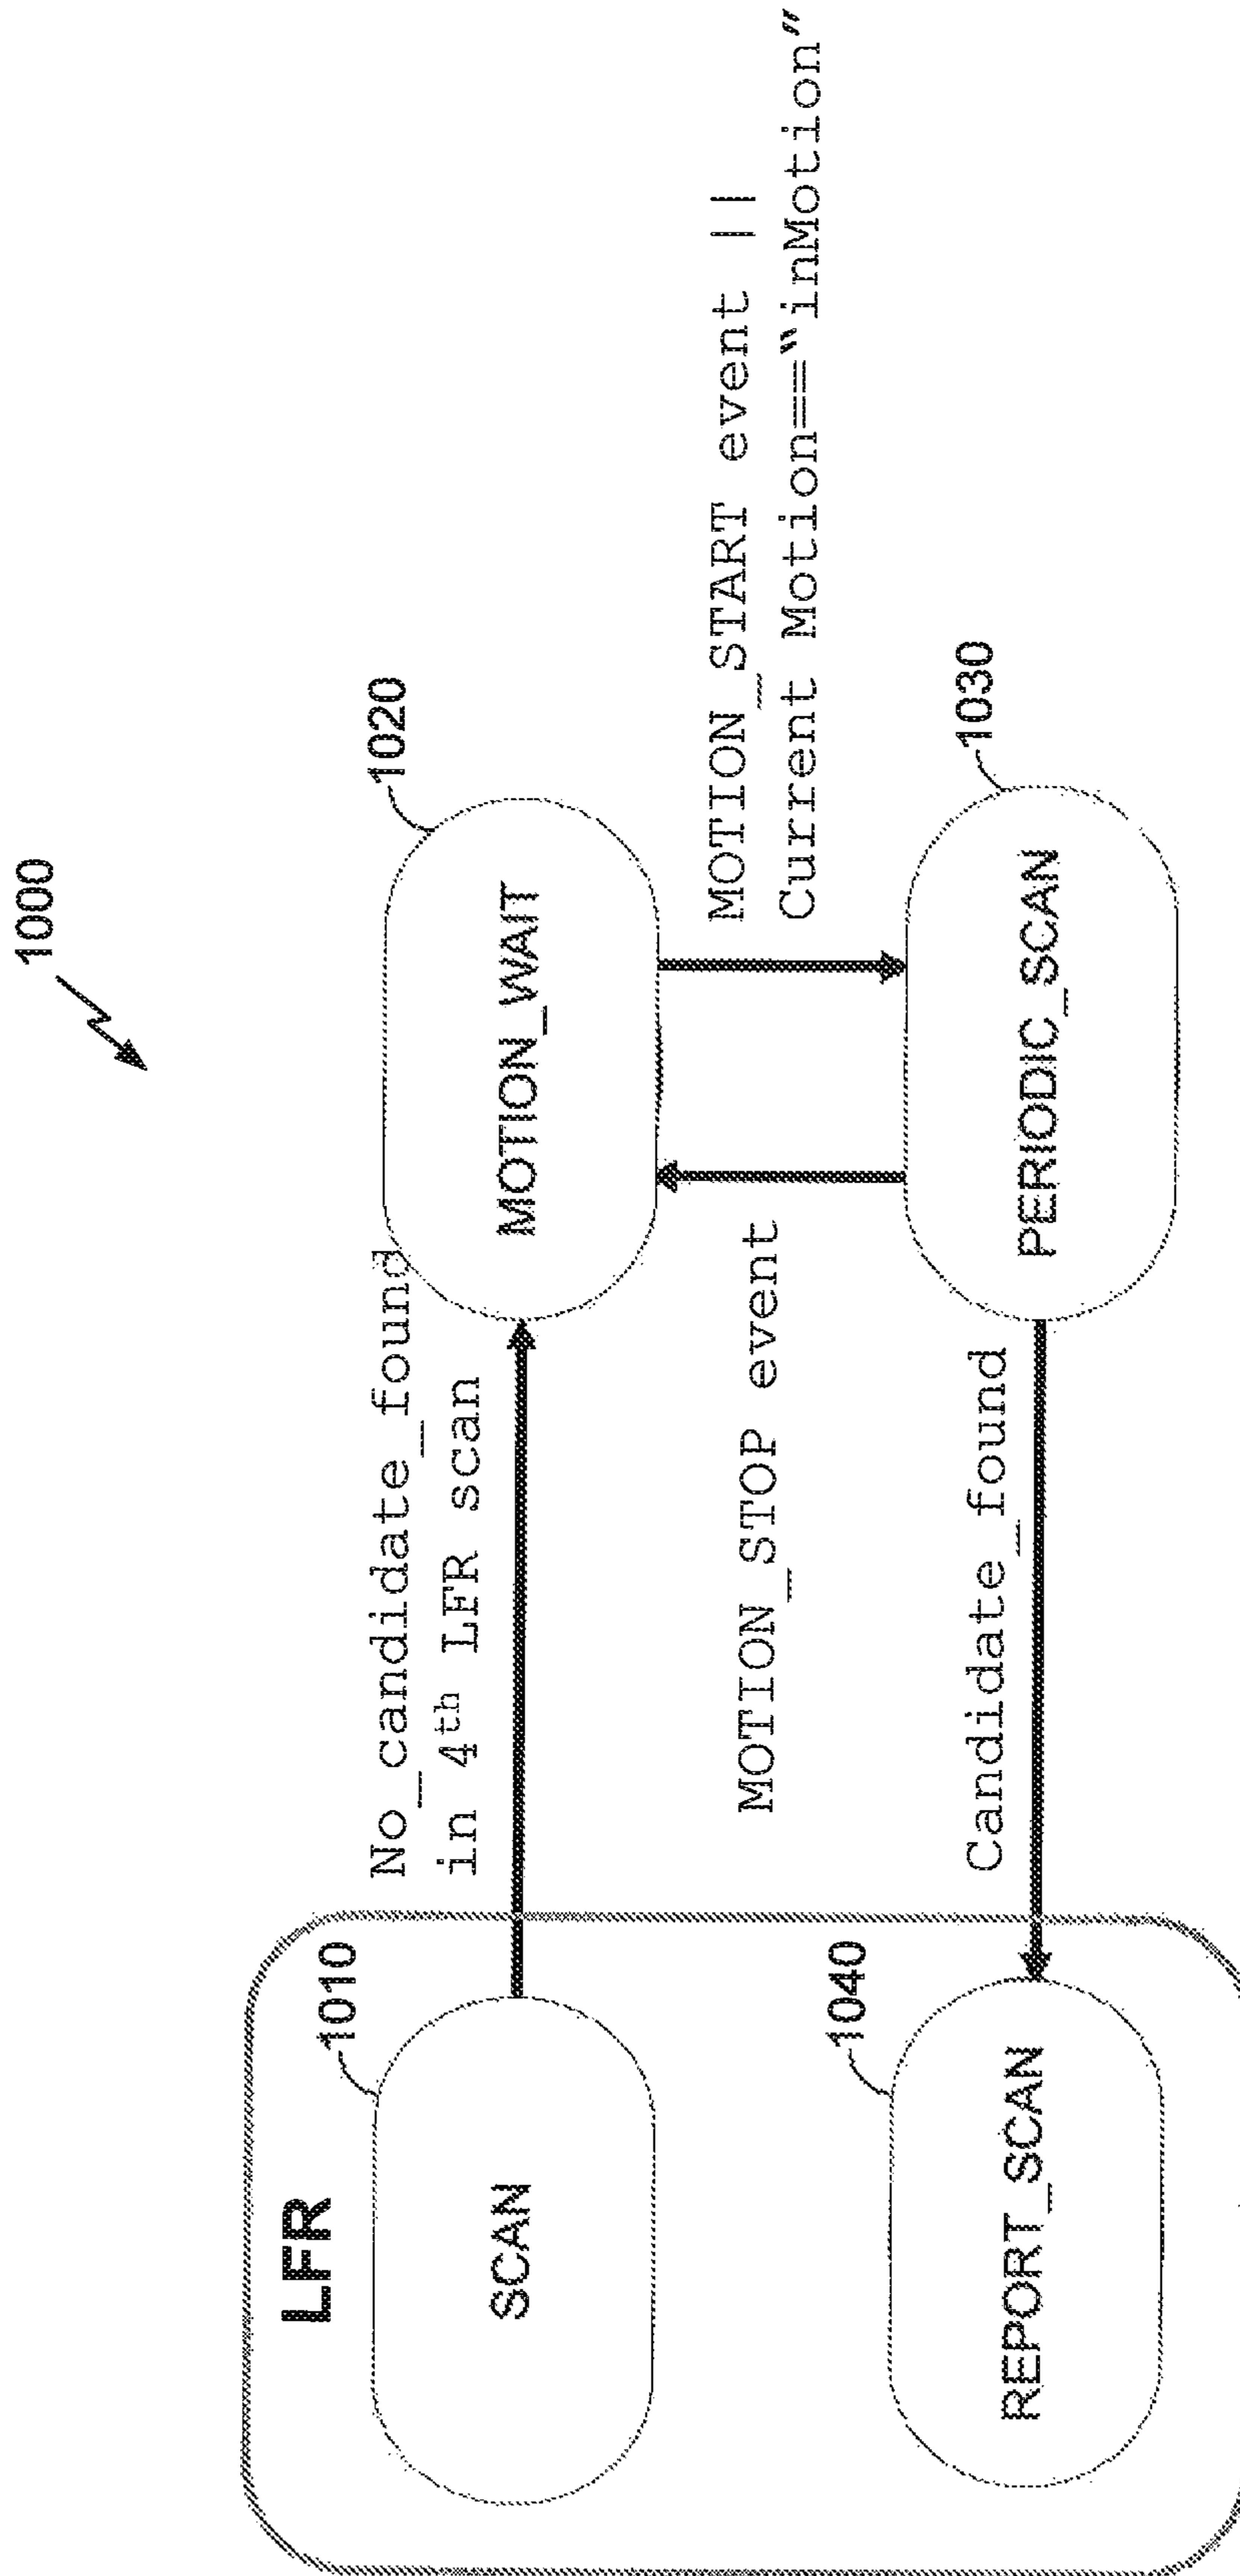 1000
LFR
1010
SCAN
No_candidate_found
in 4th LFR scan
1020
MOTION_WAIT
MOTION_STOP event
MOTION_START event ||
Current Motion==“inMotion”
1040
REPORT_SCAN
Candidate_found
1030
PERIODIC_SCAN